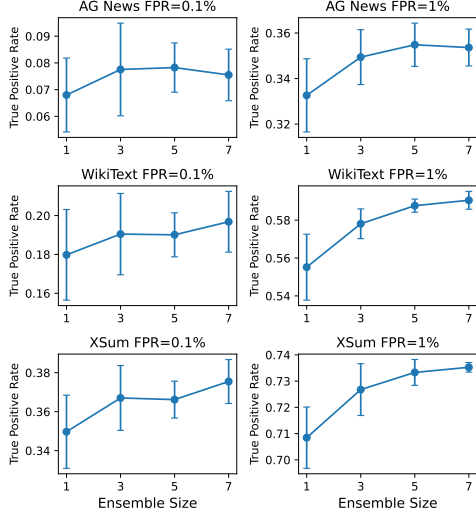 AG News FPR=0.1%
True Positive Rate
0.09
0.08
0.07
0.06
1 3 5 7
AG News FPR=1%
True Positive Rate
0.36
0.34
0.32
1 3 5 7
WikiText FPR=0.1%
True Positive Rate
0.20
0.18
0.16
1 3 5 7
WikiText FPR=1%
True Positive Rate
0.58
0.56
0.54
1 3 5 7
XSum FPR=0.1%
True Positive Rate
0.38
0.36
0.34
1 3 5 7
Ensemble Size
XSum FPR=1%
True Positive Rate
0.74
0.73
0.72
0.71
0.70
1 3 5 7
Ensemble Size